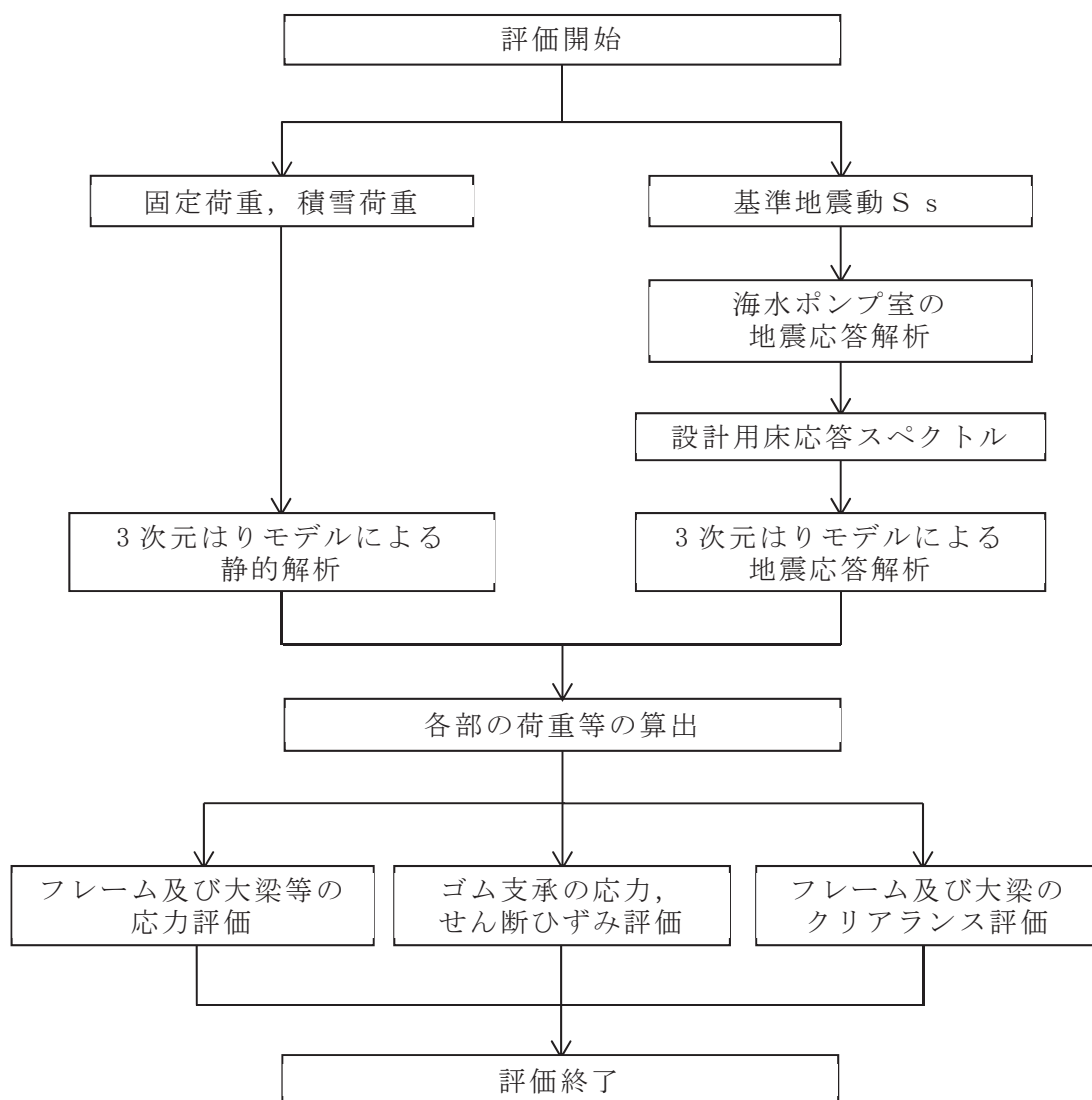 評価開始
固定荷重，積雪荷重
基準地震動Ｓｓ
海水ポンプ室の
地震応答解析
設計用床応答スペクトル
3次元はりモデルによる
静的解析
3次元はりモデルによる
地震応答解析
各部の荷重等の算出
フレーム及び大梁等の
応力評価
ゴム支承の応力，
せん断ひずみ評価
フレーム及び大梁の
クリアランス評価
評価終了